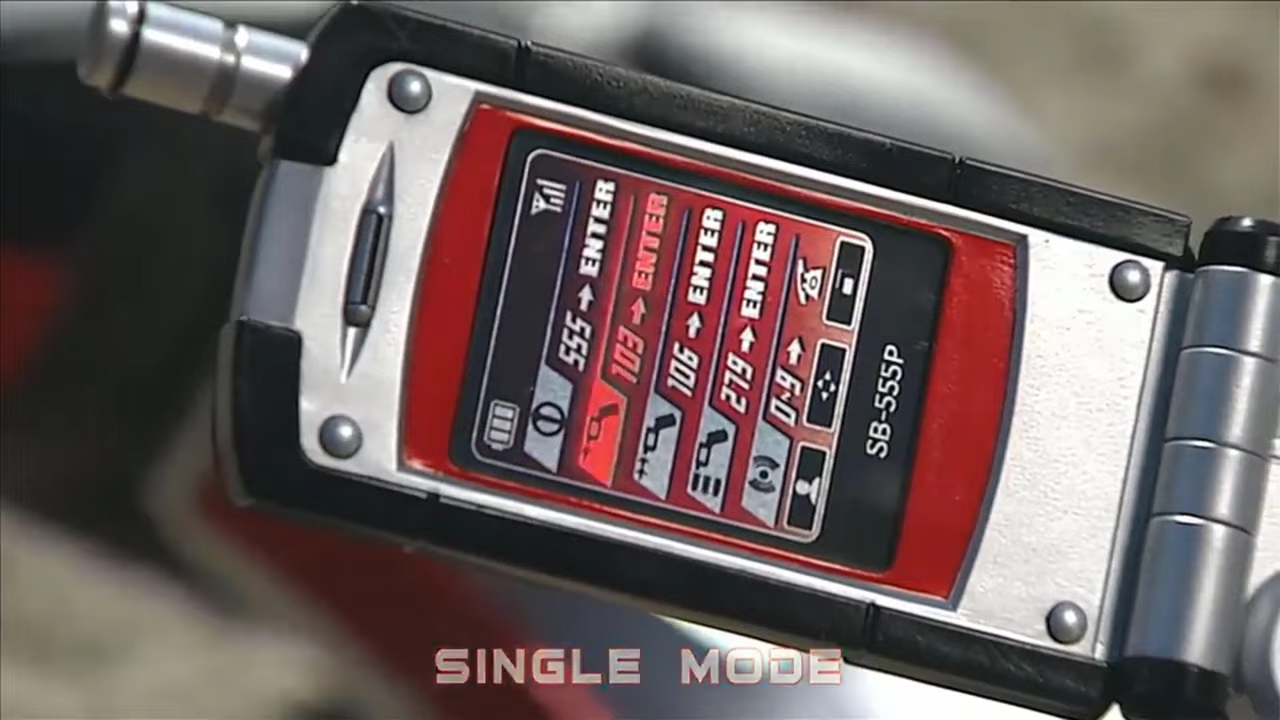 555 → ENTER
103 → ENTER
106 → ENTER
279 → ENTER
0~9 →
SB-555P
SINGLE MODE